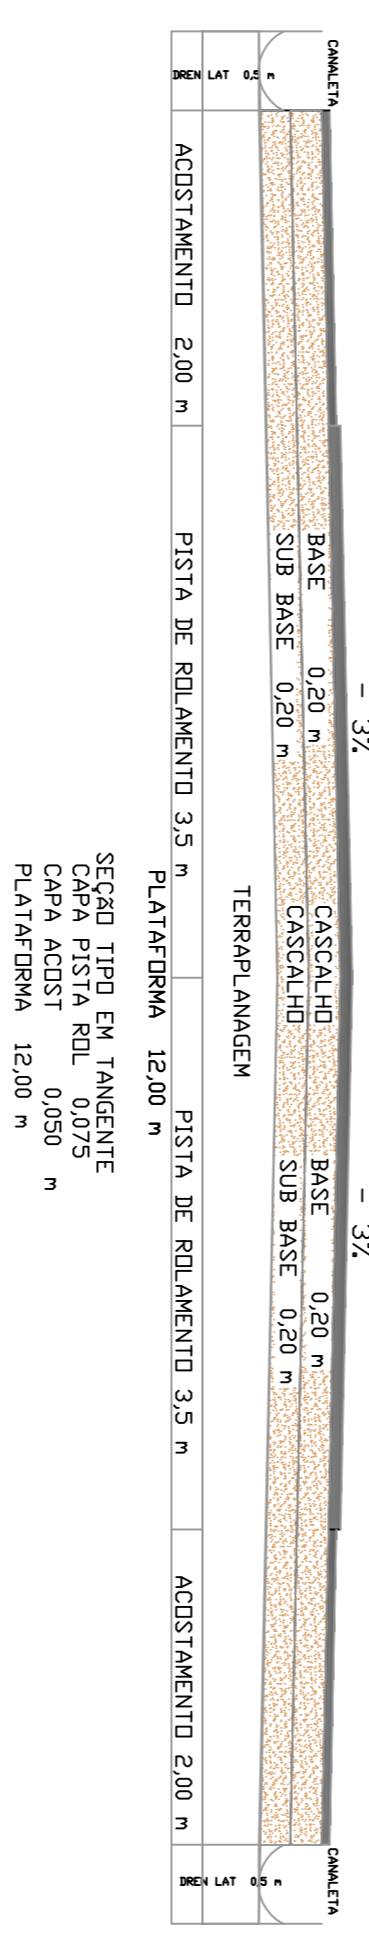 - 3%
- 3%
CANALETA
CANALETA
BASE 0,20 m
CASCALHO
BASE 0,20 m
SUB BASE 0,20 m
CASCALHO
SUB BASE 0,20 m
TERRAPLANAGEM
DREN LAT 0,5 m
ACOSTAMENTO 2,00 m
PISTA DE ROLAMENTO 3,5 m
PISTA DE ROLAMENTO 3,5 m
ACOSTAMENTO 2,00 m
DREN LAT 0,5 m
PLATAFORMA 12,00 m
SEÇÃO TIPO EM TANGENTE
CAPA PISTA ROL 0,075
CAPA ACOST 0,050 m
PLATAFORMA 12,00 m